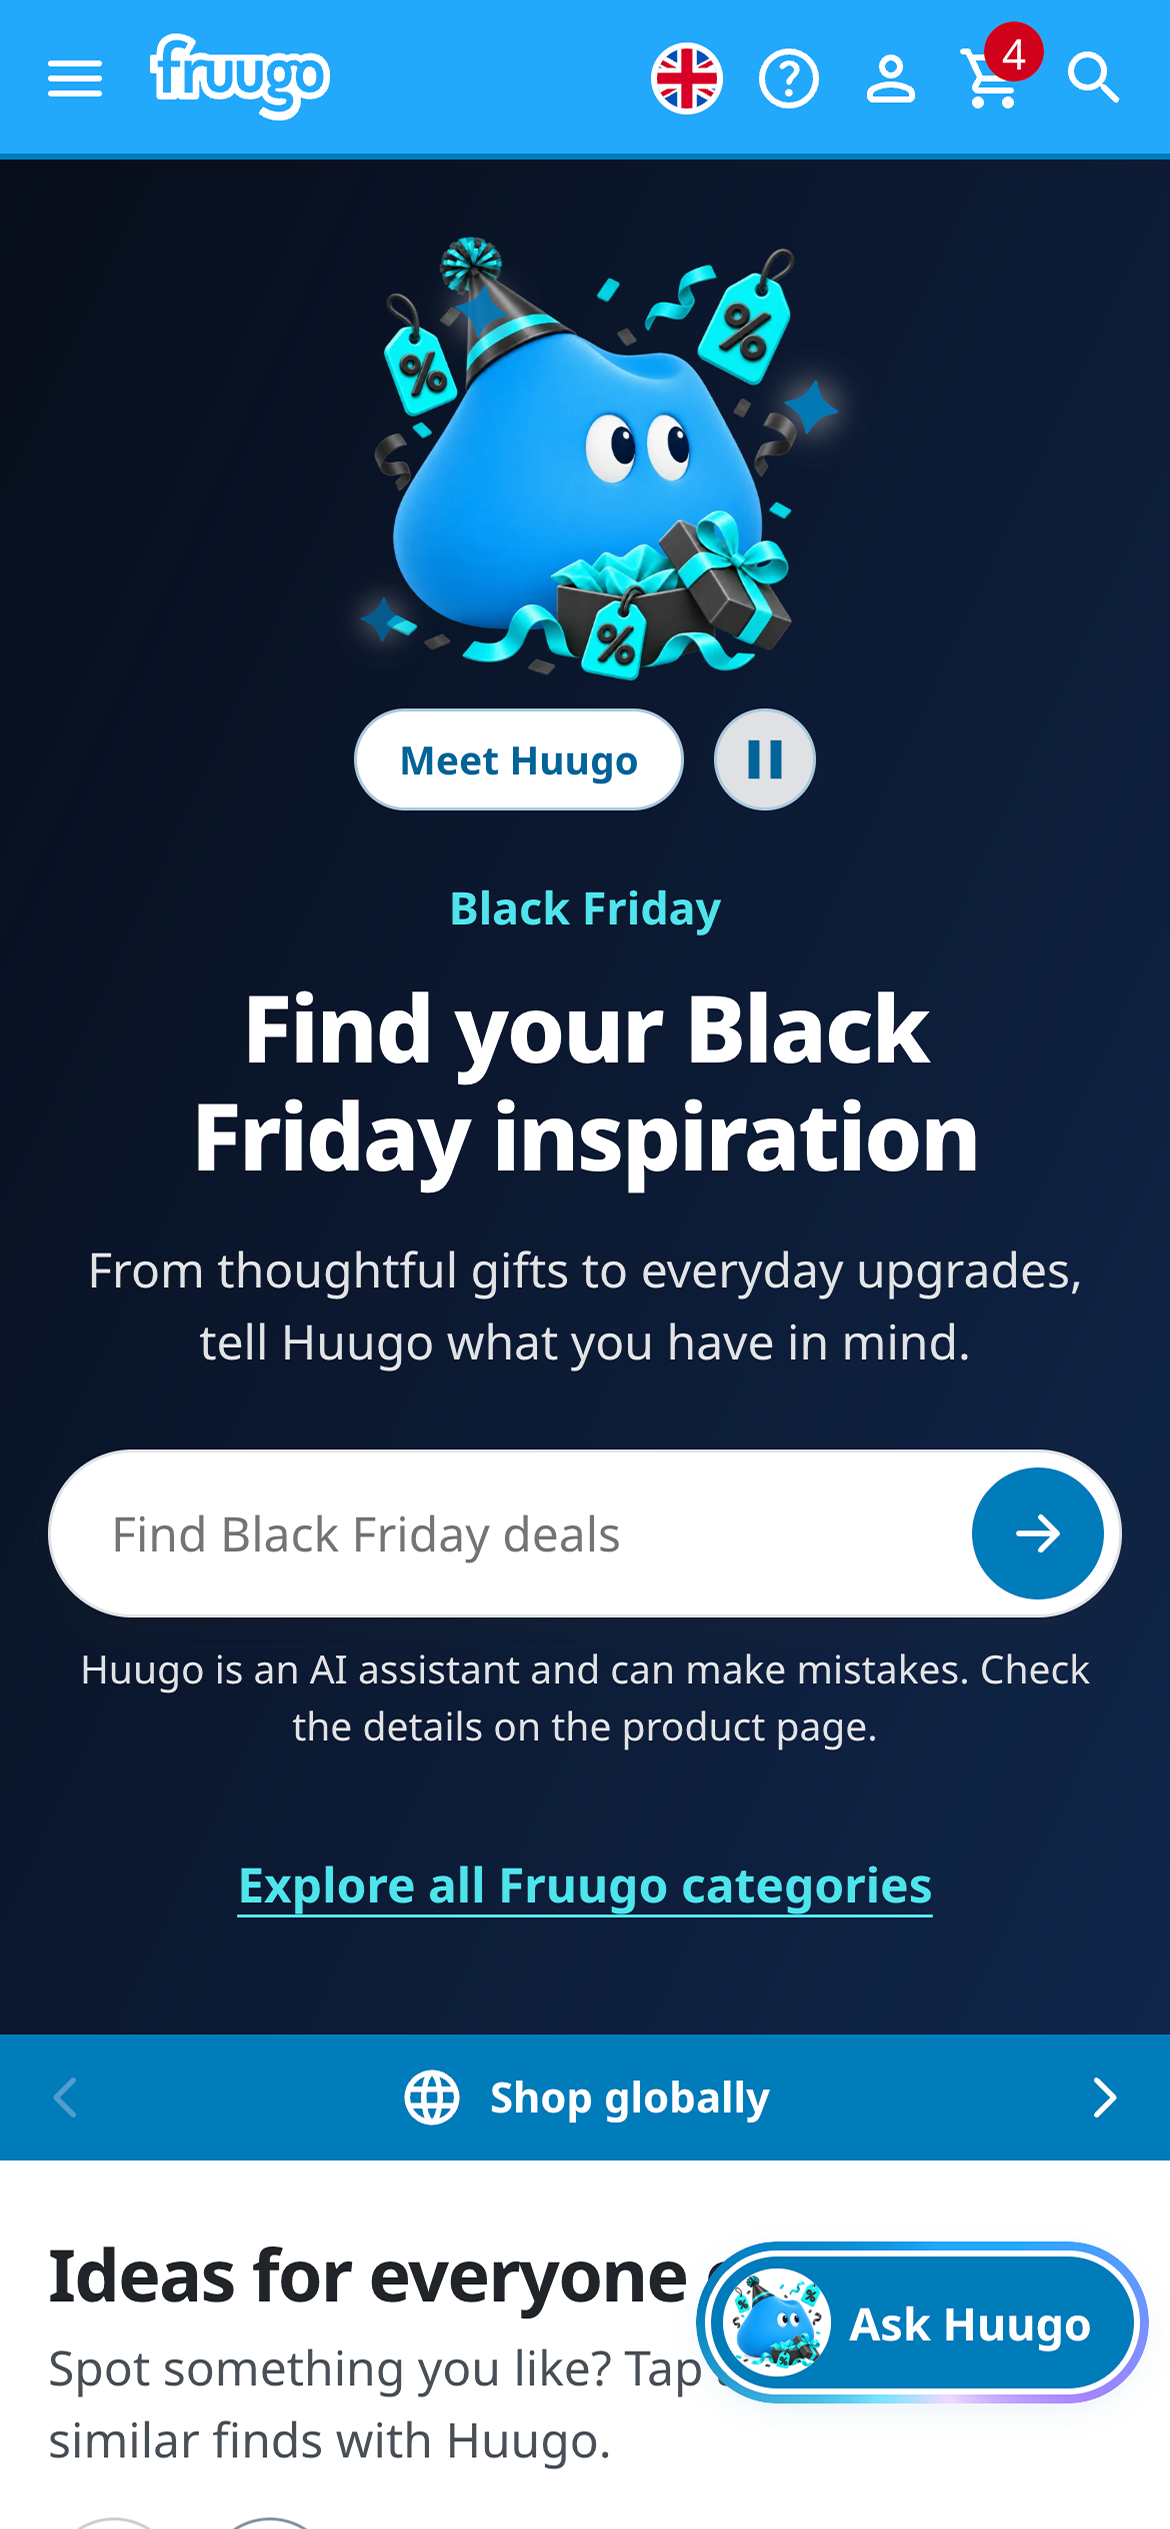 fruugo
4
%
%
%
Meet Huugo
Black Friday
Find your Black
Friday inspiration
From thoughtful gifts to everyday upgrades,
tell Huugo what you have in mind.
Find Black Friday deals
Huugo is an AI assistant and can make mistakes. Check
the details on the product page.
Explore all Fruugo categories
Shop globally
Ideas for everyone
Ask Huugo
Spot something you like? Tap
similar finds with Huugo.